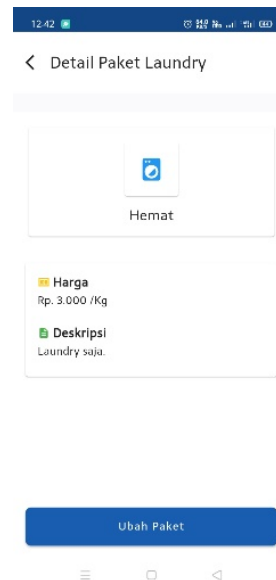 12.42
Detail Paket Laundry
Hemat
Harga
Rp. 3.000 /Kg
Deskripsi
Laundry saja.
Ubah Paket